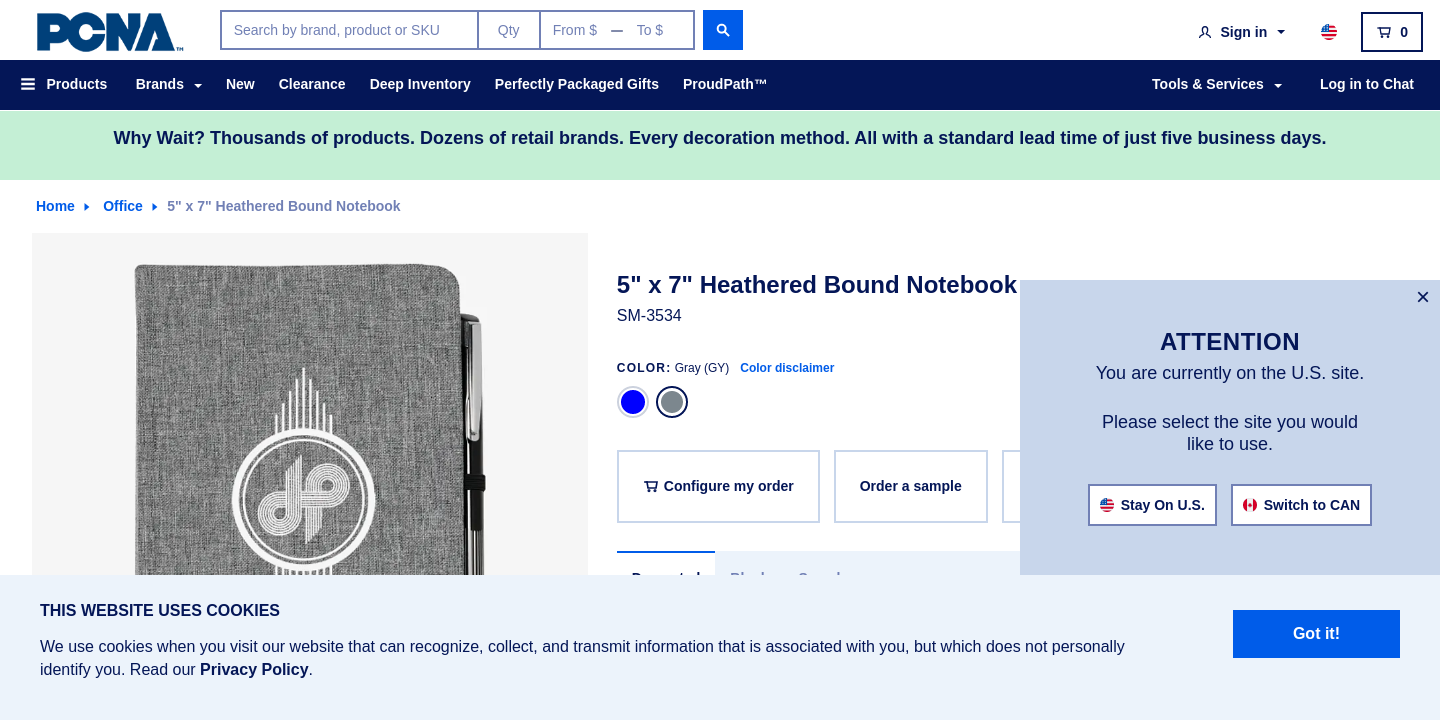 PCNA™
Search by brand, product or SKU
Qty
From $ — To $
Sign in
0
Products
Brands
New
Clearance
Deep Inventory
Perfectly Packaged Gifts
ProudPath™
Tools & Services
Log in to Chat
Why Wait? Thousands of products. Dozens of retail brands. Every decoration method. All with a standard lead time of just five business days.
Home
Office
5" x 7" Heathered Bound Notebook
5" x 7" Heathered Bound Notebook
SM-3534
COLOR: Gray (GY) Color disclaimer
Configure my order
Order a sample
×
ATTENTION
You are currently on the U.S. site.
Please select the site you would
like to use.
Stay On U.S.
Switch to CAN
THIS WEBSITE USES COOKIES
We use cookies when you visit our website that can recognize, collect, and transmit information that is associated with you, but which does not personally
identify you. Read our Privacy Policy.
Got it!